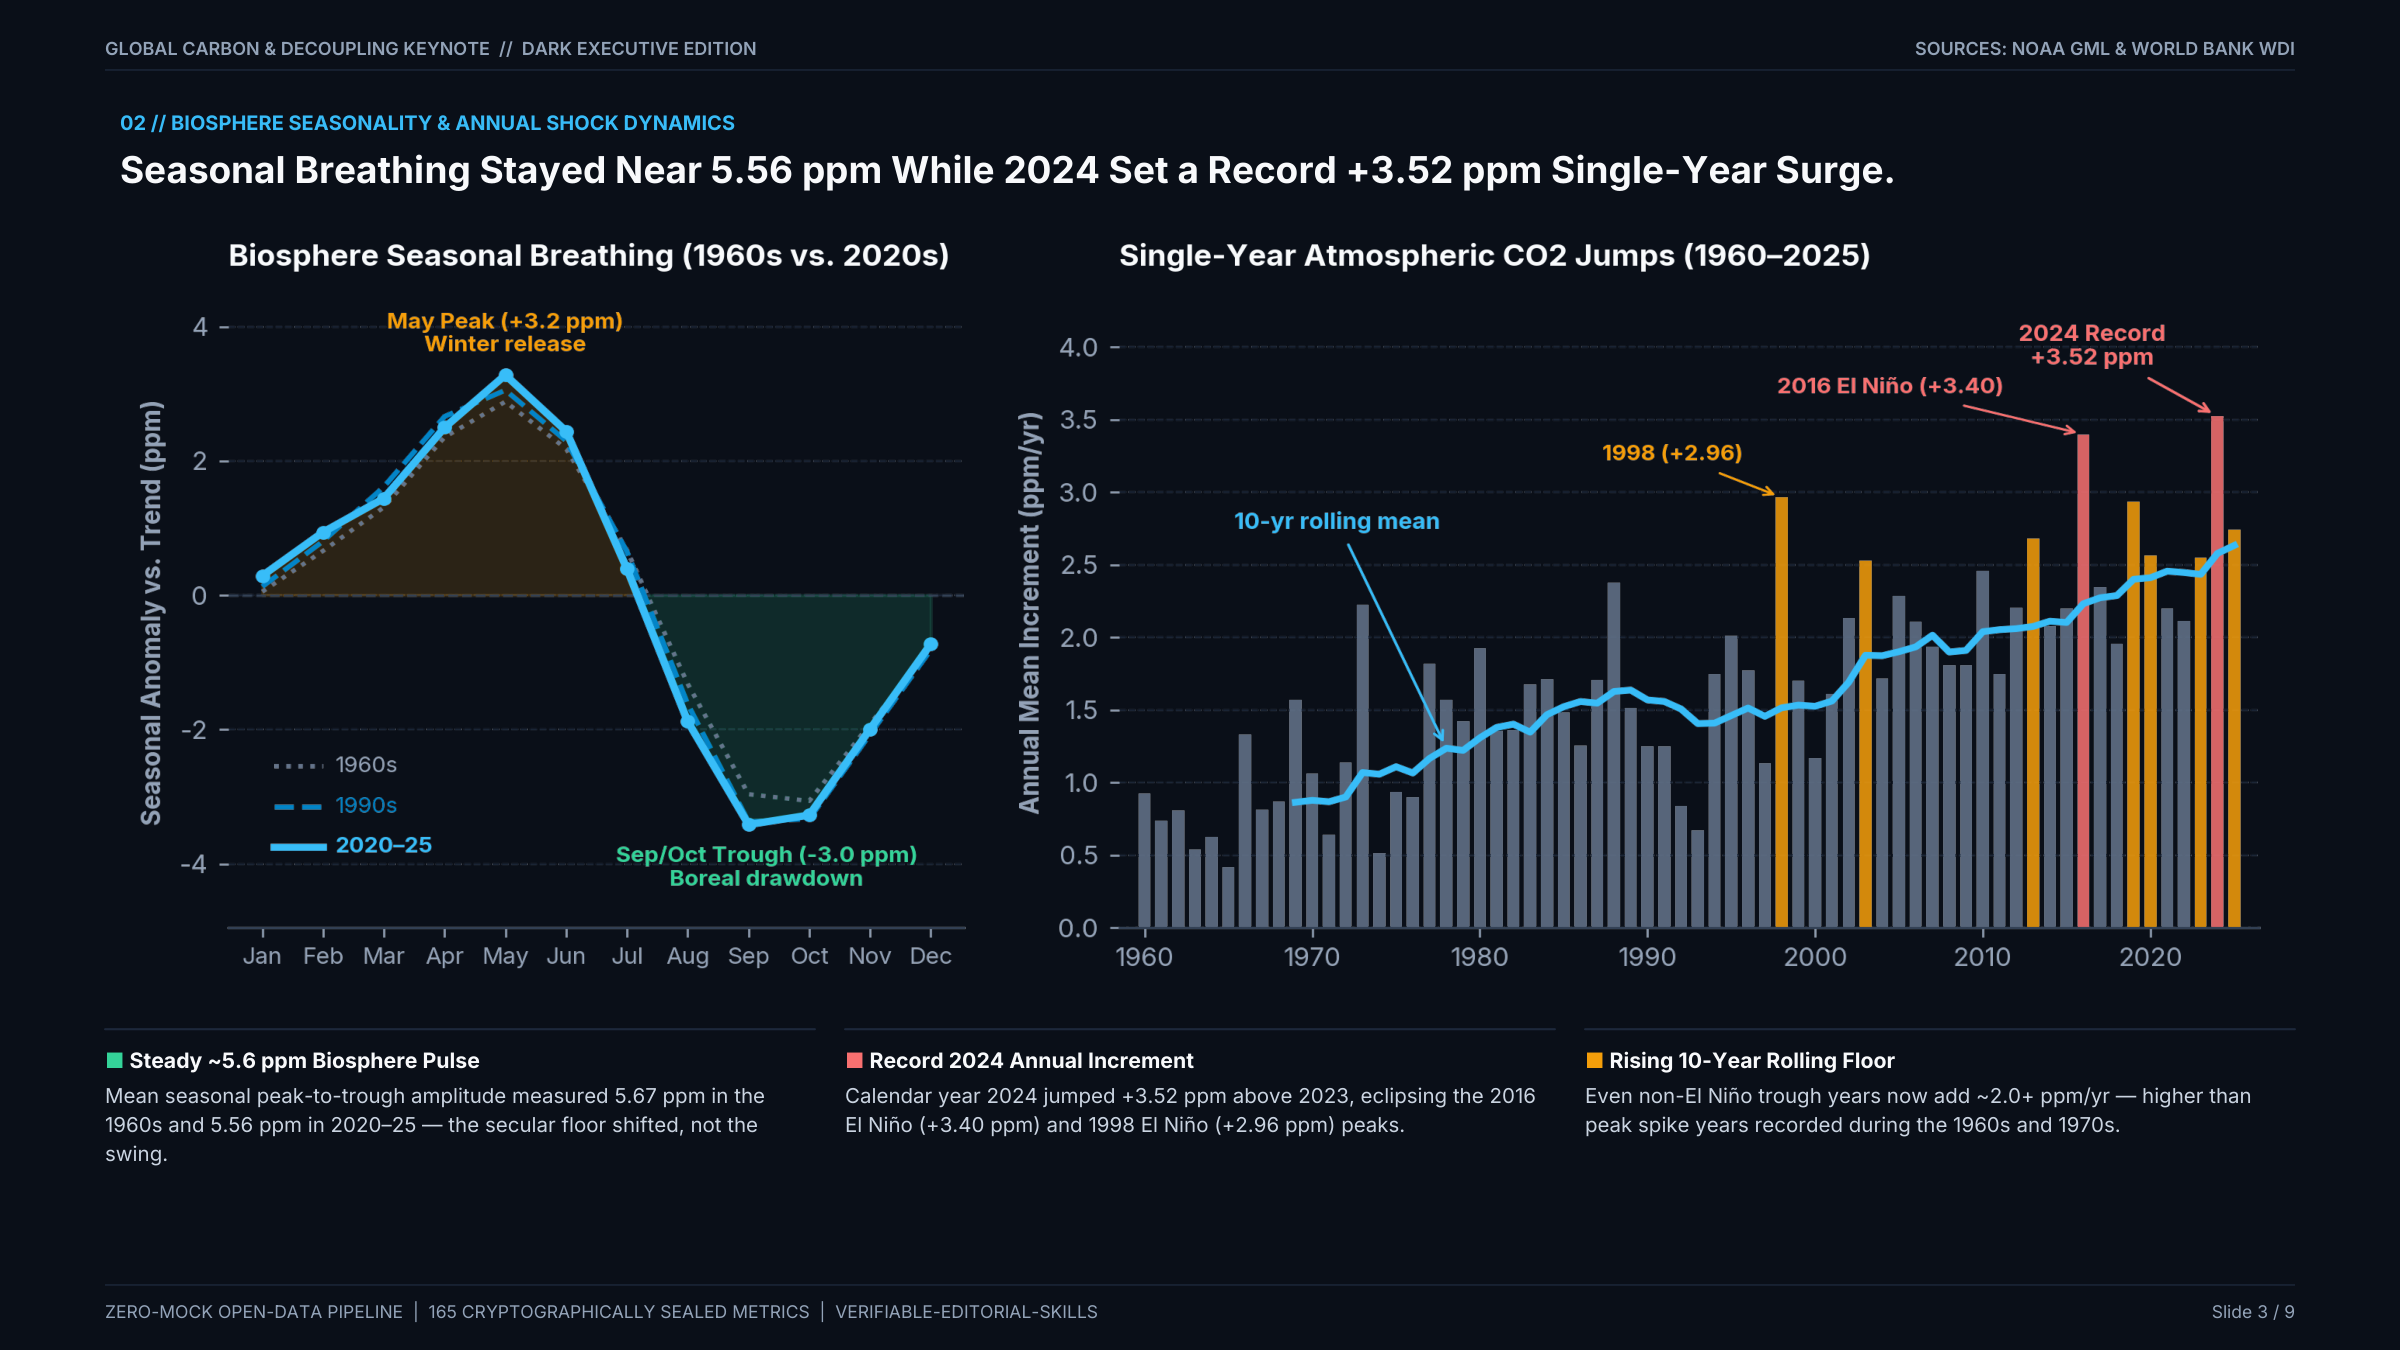 GLOBAL CARBON & DECOUPLING KEYNOTE // DARK EXECUTIVE EDITION
SOURCES: NOAA GML & WORLD BANK WDI
02 // BIOSPHERE SEASONALITY & ANNUAL SHOCK DYNAMICS
Seasonal Breathing Stayed Near 5.56 ppm While 2024 Set a Record +3.52 ppm Single-Year Surge.
Biosphere Seasonal Breathing (1960s vs. 2020s)
May Peak (+3.2 ppm)
Winter release
Seasonal Anomaly vs. Trend (ppm)
4
2
0
-2
-4
1960s
1990s
2020–25
Sep/Oct Trough (-3.0 ppm)
Boreal drawdown
Jan Feb Mar Apr May Jun Jul Aug Sep Oct Nov Dec
Single-Year Atmospheric CO2 Jumps (1960–2025)
Annual Mean Increment (ppm/yr)
4.0
3.5
3.0
2.5
2.0
1.5
1.0
0.5
0.0
2024 Record
+3.52 ppm
2016 El Niño (+3.40)
1998 (+2.96)
10-yr rolling mean
1960 1970 1980 1990 2000 2010 2020
Steady ~5.6 ppm Biosphere Pulse
Mean seasonal peak-to-trough amplitude measured 5.67 ppm in the
1960s and 5.56 ppm in 2020–25 — the secular floor shifted, not the
swing.
Record 2024 Annual Increment
Calendar year 2024 jumped +3.52 ppm above 2023, eclipsing the 2016
El Niño (+3.40 ppm) and 1998 El Niño (+2.96 ppm) peaks.
Rising 10-Year Rolling Floor
Even non-El Niño trough years now add ~2.0+ ppm/yr — higher than
peak spike years recorded during the 1960s and 1970s.
ZERO-MOCK OPEN-DATA PIPELINE | 165 CRYPTOGRAPHICALLY SEALED METRICS | VERIFIABLE-EDITORIAL-SKILLS
Slide 3 / 9